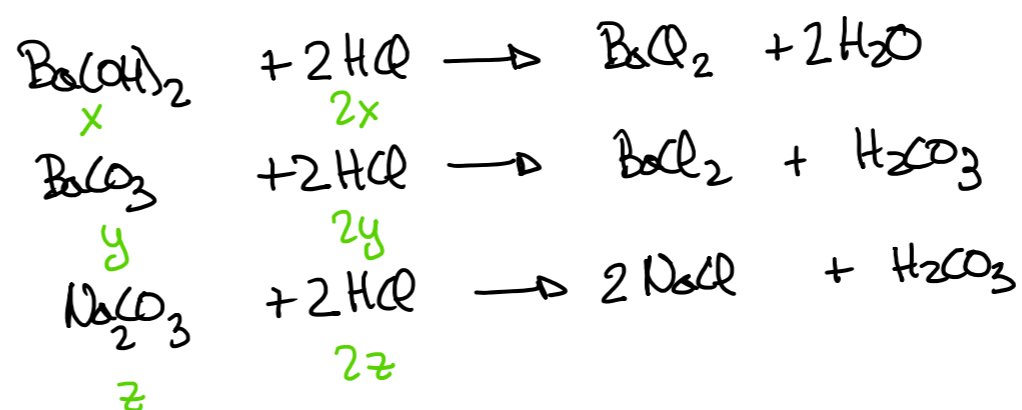 Ba(OH)2 +2HCl → BaCl2 +2H2O
x 2x
BaCO3 +2HCl → BaCl2 + H2CO3
y 2y
Na2CO3 +2HCl → 2NaCl + H2CO3
z 2z